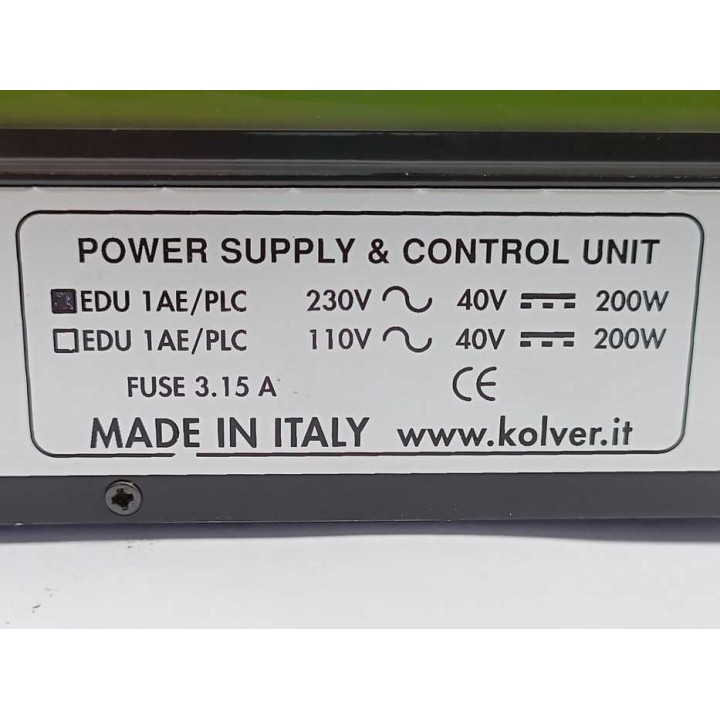 POWER SUPPLY & CONTROL UNIT
EDU 1AE/PLC 230V 40V 200W
EDU 1AE/PLC 110V 40V 200W
FUSE 3.15 A CE
MADE IN ITALY www.kolver.it